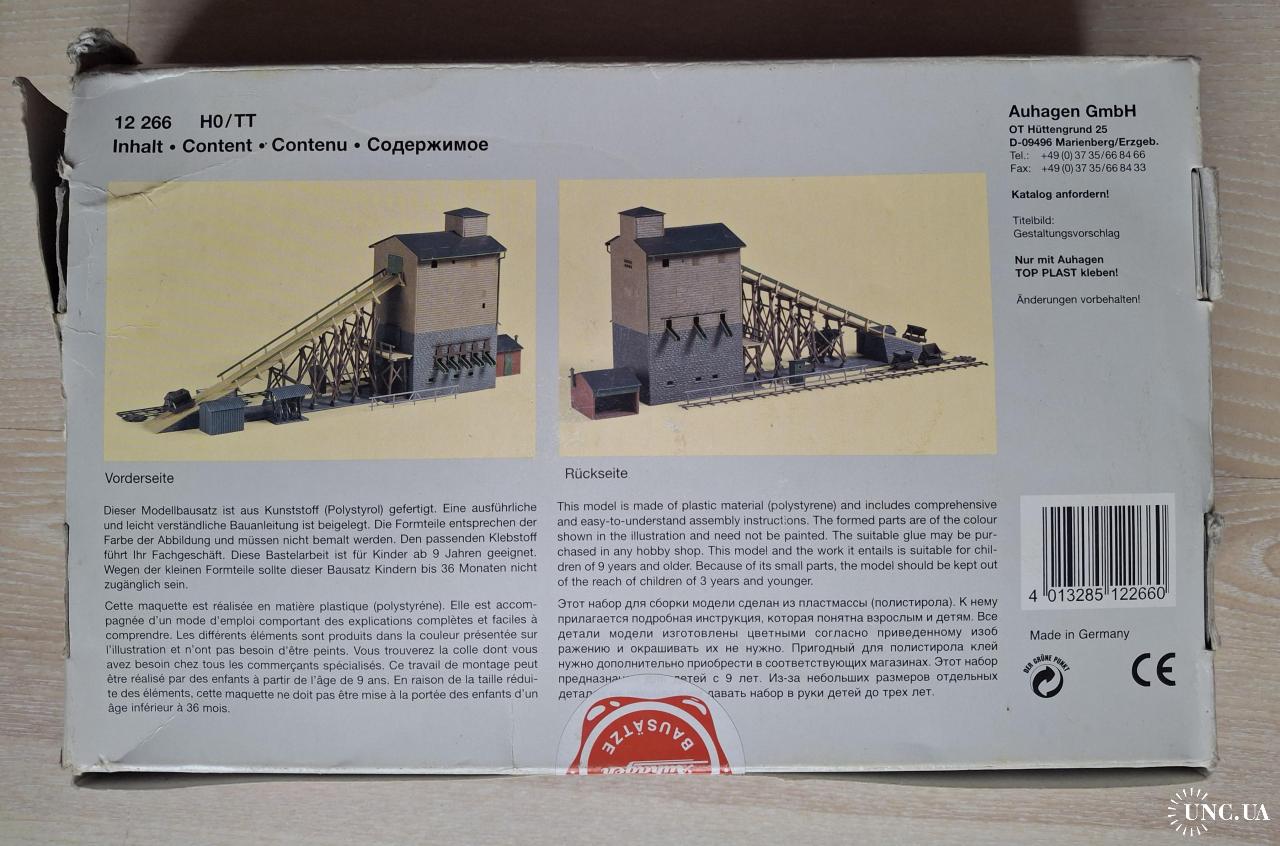 12 266 H0/TT
Inhalt • Content • Contenu • Содержимое
Auhagen GmbH
OT Hüttengrund 25
D-09496 Marienberg/Erzgeb.
Tel.: +49 (0) 37 35/66 84 66
Fax: +49 (0) 37 35/66 84 33
Katalog anfordern!
Titelbild:
Gestaltungsvorschlag
Nur mit Auhagen
TOP PLAST kleben!
Änderungen vorbehalten!
Vorderseite
Rückseite
Dieser Modellbausatz ist aus Kunststoff (Polystyrol) gefertigt. Eine ausführliche
und leicht verständliche Bauanleitung ist beigelegt. Die Formteile entsprechen der
Farbe der Abbildung und müssen nicht bemalt werden. Den passenden Klebstoff
führt Ihr Fachgeschäft. Diese Bastelarbeit ist für Kinder ab 9 Jahren geeignet.
Wegen der kleinen Formteile sollte dieser Bausatz Kindern bis 36 Monaten nicht
zugänglich sein.
Cette maquette est réalisée en matière plastique (polystyréne). Elle est accom-
pagnée d'un mode d'emploi comportant des explications complètes et faciles à
comprendre. Les différents éléments sont produits dans la couleur présentée sur
l'illustration et n'ont pas besoin d'être peints. Vous trouverez la colle dont vous
avez besoin chez tous les commerçants spécialisés. Ce travail de montage peut
être réalisé par des enfants à partir de l'âge de 9 ans. En raison de la taille rédui-
te des éléments, cette maquette ne doit pas être mise à la portée des enfants d'un
âge inférieur à 36 mois.
This model is made of plastic material (polystyrene) and includes comprehensive
and easy-to-understand assembly instructions. The formed parts are of the colour
shown in the illustration and need not be painted. The suitable glue may be pur-
chased in any hobby shop. This model and the work it entails is suitable for chil-
dren of 9 years and older. Because of its small parts, the model should be kept out
of the reach of children of 3 years and younger.
Этот набор для сборки модели сделан из пластмассы (полистирола). К нему
прилагается подробная инструкция, которая понятна взрослым и детям. Все
детали модели изготовлены цветными согласно приведенному изоб
ражению и окрашивать их не нужно. Пригодный для полистирола клей
нужно дополнительно приобрести в соответствующих магазинах. Этот набор
предназнач детей с 9 лет. Из-за небольших размеров отдельных
детал давать набор в руки детей до трех лет.
4 013285 122660
Made in Germany
DER GRÜNE PUNKT
CE
BAUSÄTZE
Auhagen
UNC.UA